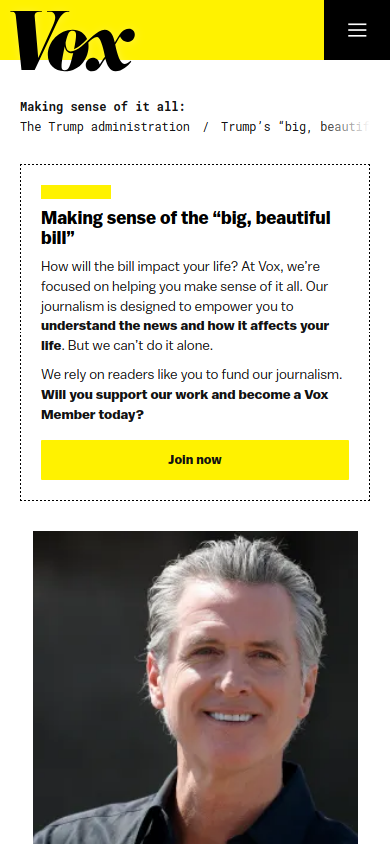 Vox
Making sense of it all:
The Trump administration / Trump’s “big, beautif
Making sense of the “big, beautiful
bill”
How will the bill impact your life? At Vox, we’re
focused on helping you make sense of it all. Our
journalism is designed to empower you to
understand the news and how it affects your
life. But we can’t do it alone.
We rely on readers like you to fund our journalism.
Will you support our work and become a Vox
Member today?
Join now